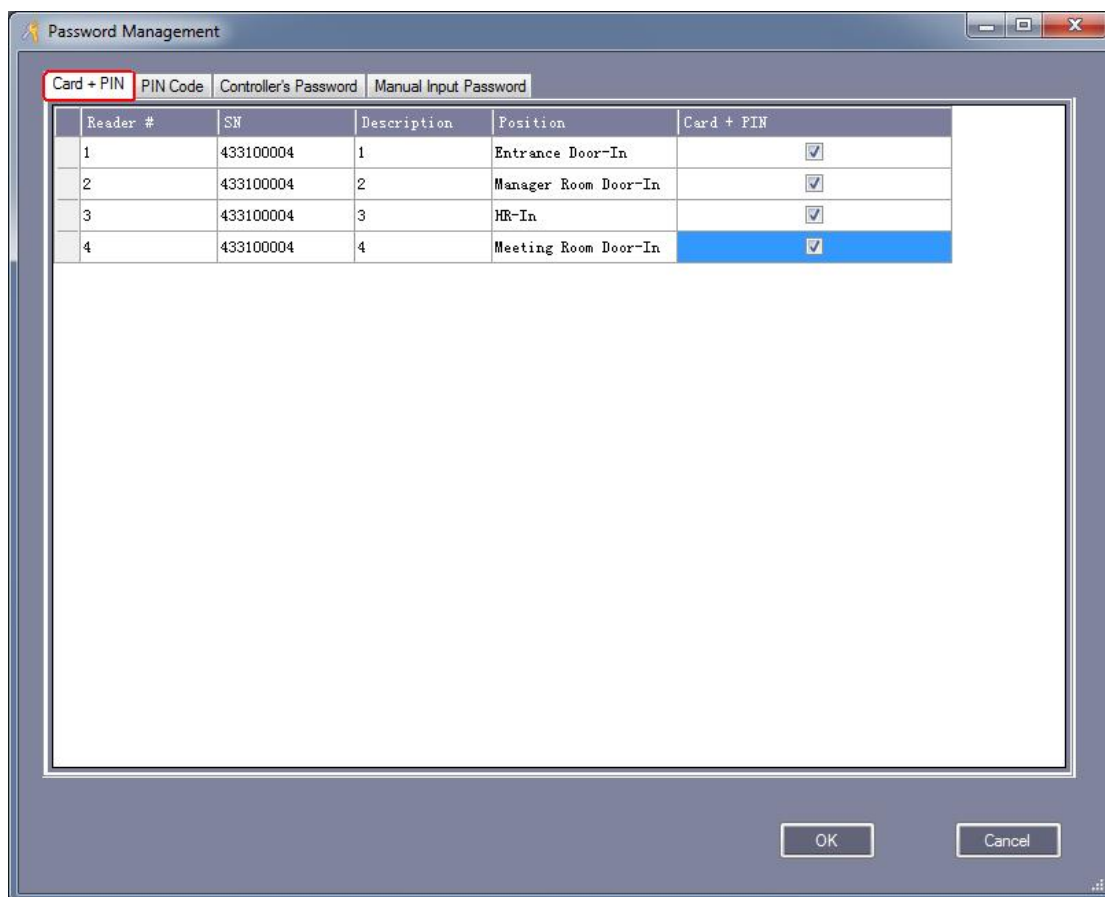 Password Management
Card + PIN PIN Code Controller's Password Manual Input Password
Reader # SN Description Position Card + PIN
1 433100004 1 Entrance Door-In
2 433100004 2 Manager Room Door-In
3 433100004 3 HR-In
4 433100004 4 Meeting Room Door-In
OK Cancel